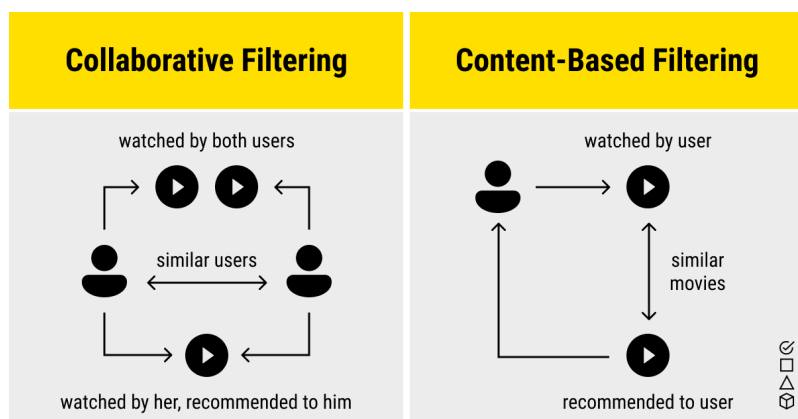 Collaborative Filtering
watched by both users
similar users
watched by her, recommended to him
Content-Based Filtering
watched by user
similar
movies
recommended to user